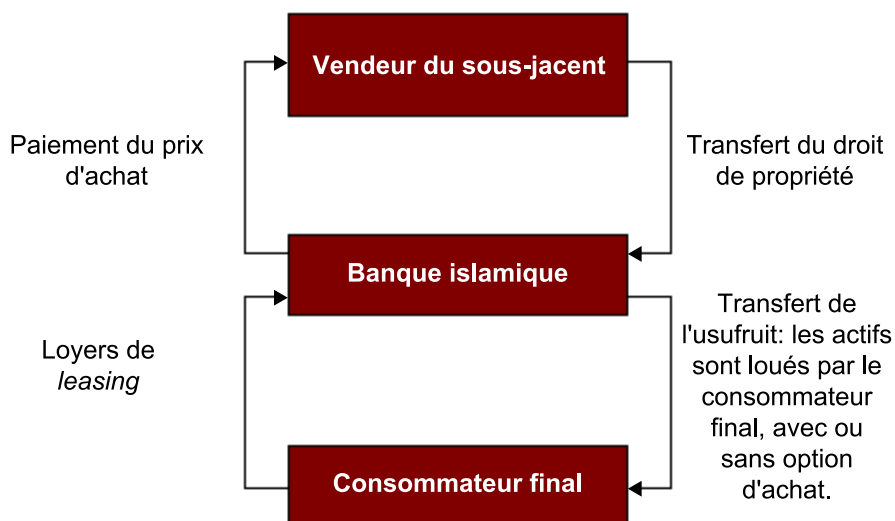 Vendeur du sous-jacent
Paiement du prix
d'achat
Transfert du droit
de propriété
Banque islamique
Loyers de
leasing
Transfert de
l'usufruit: les actifs
sont loués par le
consommateur
final, avec ou
sans option
d'achat.
Consommateur final